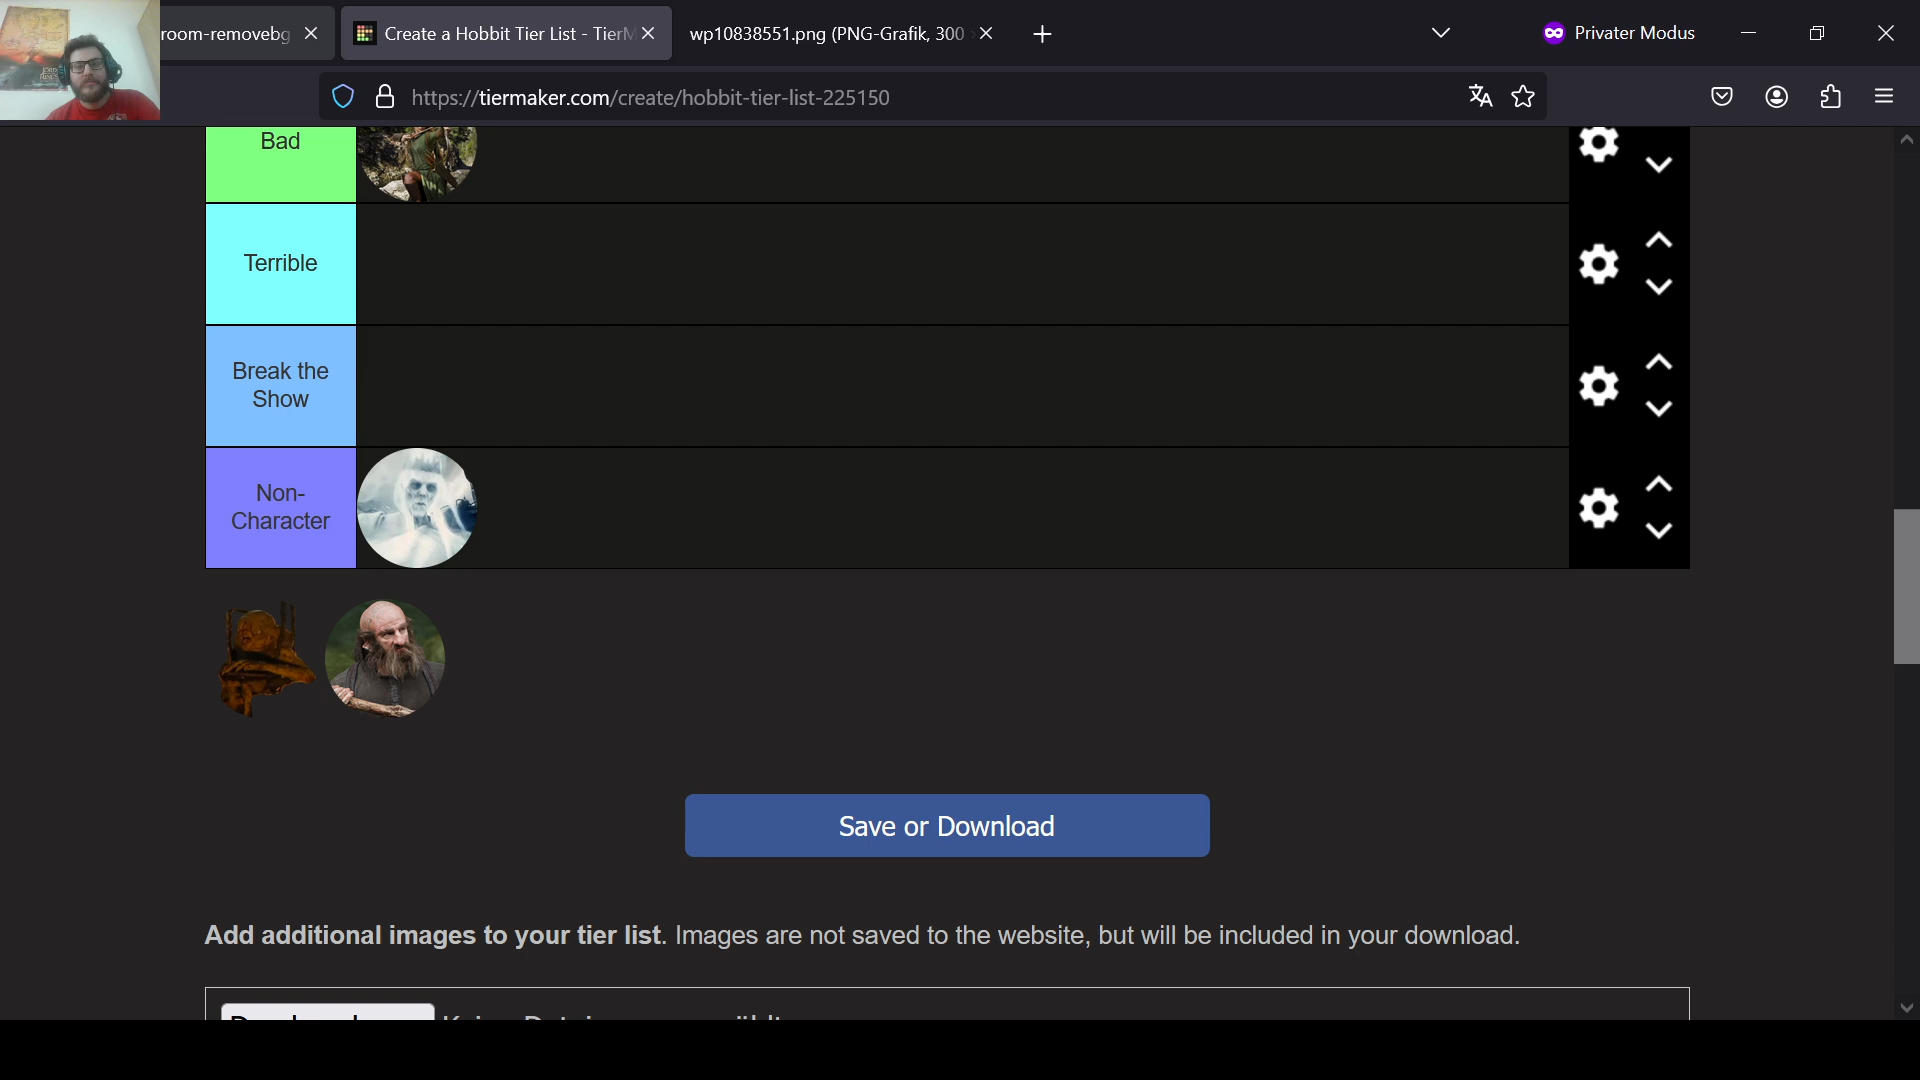 room-removebg
Create a Hobbit Tier List - TierM
wp10838551.png (PNG-Grafik, 300
Privater Modus
https://tiermaker.com/create/hobbit-tier-list-225150
Bad
Terrible
Break the
Show
Non-
Character
Save or Download
Add additional images to your tier list. Images are not saved to the website, but will be included in your download.